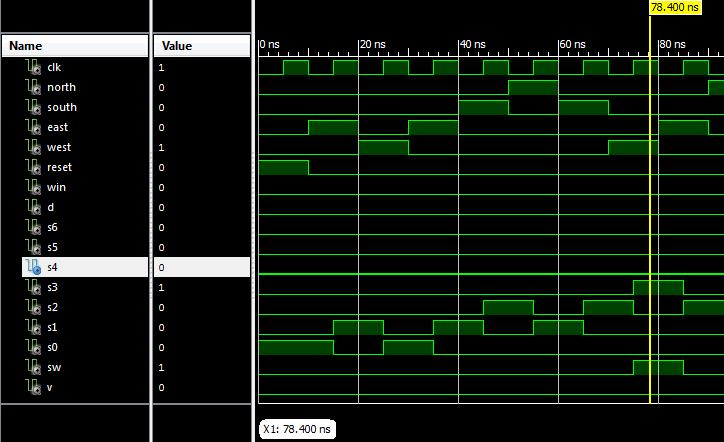 78.400 ns
Name Value
0 ns 20 ns 40 ns 60 ns 80 ns
clk 1
north 0
south 0
east 0
west 1
reset 0
win 0
d 0
s6 0
s5 0
s4 0
s3 1
s2 0
s1 0
s0 0
sw 1
v 0
X1: 78.400 ns